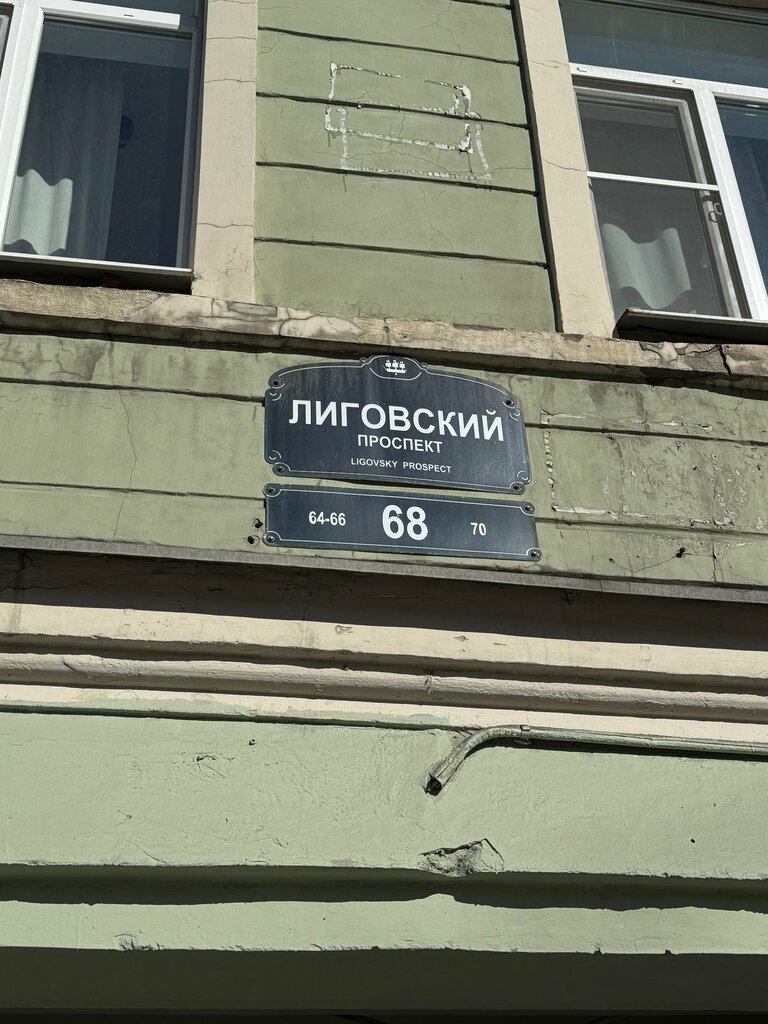 ЛИГОВСКИЙ
ПРОСПЕКТ
LIGOVSKY PROSPECT
64-66 68 70